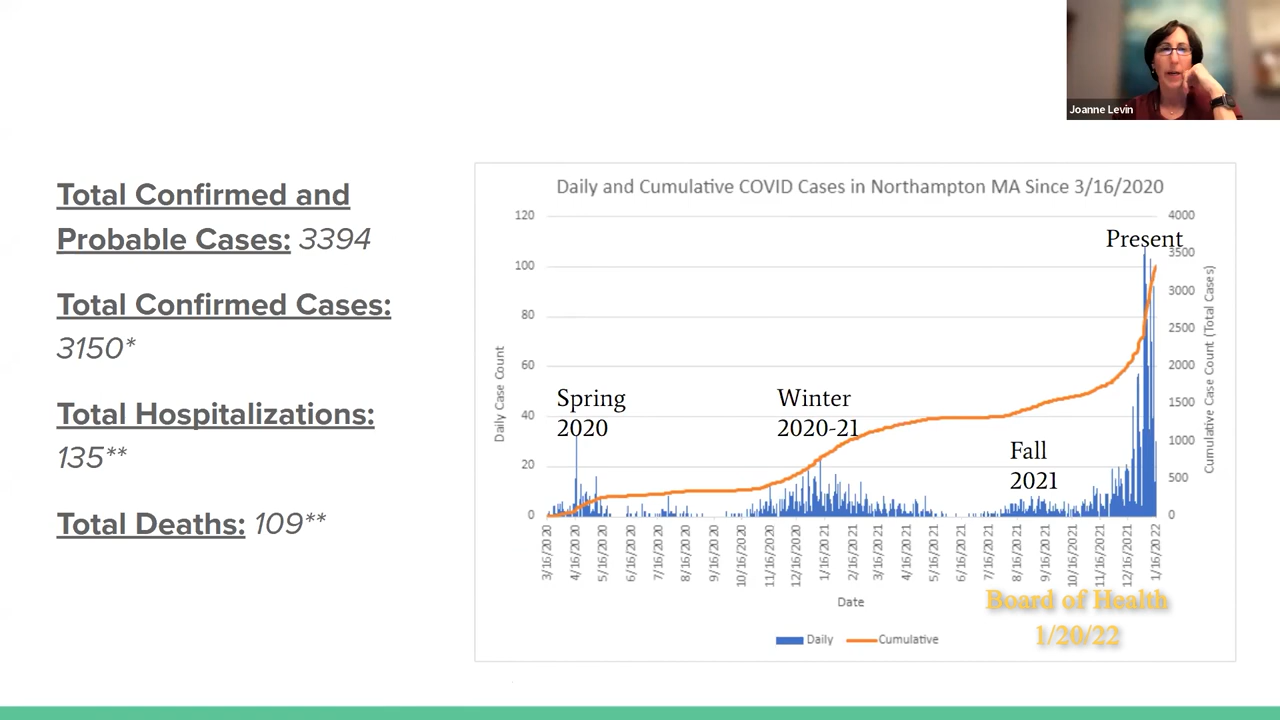 Joanne Levin
Total Confirmed and
Probable Cases: 3394
Total Confirmed Cases:
3150*
Total Hospitalizations:
135**
Total Deaths: 109**
Daily and Cumulative COVID Cases in Northampton MA Since 3/16/2020
120
100
80
60
40
20
0
Daily Case Count
4000
3500
3000
2500
2000
1500
1000
500
0
Cumulative Case Count (Total Cases)
Present
Spring
2020
Winter
2020-21
Fall
2021
3/16/2020
4/16/2020
5/16/2020
6/16/2020
7/16/2020
8/16/2020
9/16/2020
10/16/2020
11/16/2020
12/16/2020
1/16/2021
2/16/2021
3/16/2021
4/16/2021
5/16/2021
6/16/2021
7/16/2021
8/16/2021
9/16/2021
10/16/2021
11/16/2021
12/16/2021
1/16/2022
Date
Board of Health
1/20/22
Daily
Cumulative